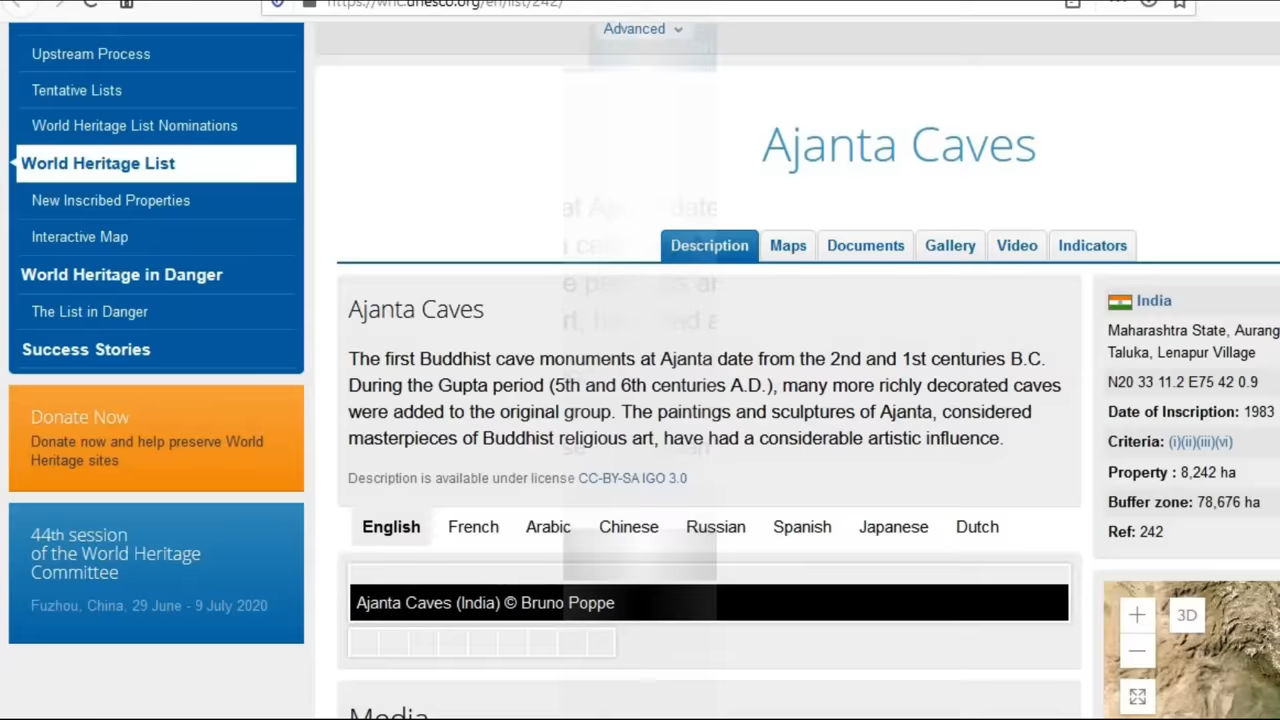 https://whc.unesco.org/en/list/242/
Upstream Process
Tentative Lists
World Heritage List Nominations
World Heritage List
New Inscribed Properties
Interactive Map
World Heritage in Danger
The List in Danger
Success Stories
Donate Now
Donate now and help preserve World
Heritage sites
44th session
of the World Heritage
Committee
Fuzhou, China, 29 June - 9 July 2020
Advanced
Ajanta Caves
Description
Maps
Documents
Gallery
Video
Indicators
Ajanta Caves
The first Buddhist cave monuments at Ajanta date from the 2nd and 1st centuries B.C.
During the Gupta period (5th and 6th centuries A.D.), many more richly decorated caves
were added to the original group. The paintings and sculptures of Ajanta, considered
masterpieces of Buddhist religious art, have had a considerable artistic influence.
Description is available under license CC-BY-SA IGO 3.0
English French Arabic Chinese Russian Spanish Japanese Dutch
Ajanta Caves (India) © Bruno Poppe
Media
India
Maharashtra State, Aurang
Taluka, Lenapur Village
N20 33 11.2 E75 42 0.9
Date of Inscription: 1983
Criteria: (i)(ii)(iii)(vi)
Property : 8,242 ha
Buffer zone: 78,676 ha
Ref: 242
3D